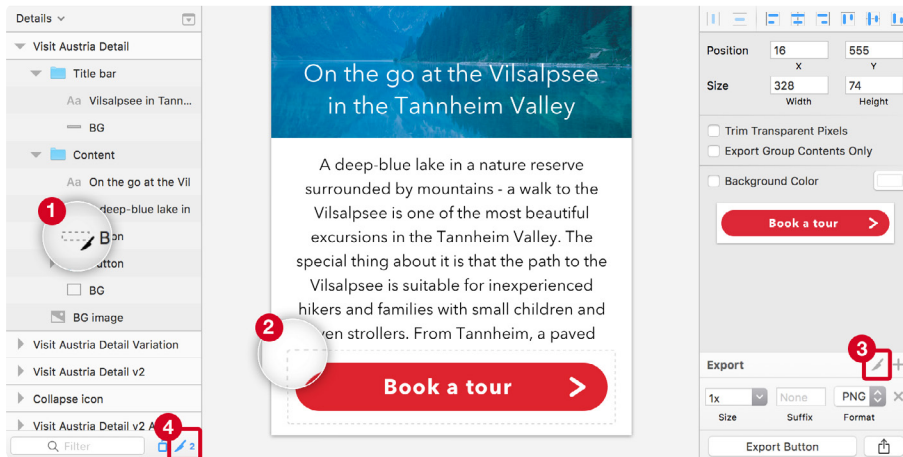 Details
Visit Austria Detail
Title bar
Aa Vilsalpsee in Tann...
BG
Content
Aa On the go at the Vil
deep-blue lake in
1
B
on
utton
BG
BG image
Visit Austria Detail Variation
Visit Austria Detail v2
Collapse icon
Visit Austria Detail v2 A
4
Filter
2
On the go at the Vilsalpsee
in the Tannheim Valley
A deep-blue lake in a nature reserve
surrounded by mountains - a walk to the
Vilsalpsee is one of the most beautiful
excursions in the Tannheim Valley. The
special thing about it is that the path to the
Vilsalpsee is suitable for inexperienced
hikers and families with small children and
2
en strollers. From Tannheim, a paved
Book a tour
Position 16 555
X Y
Size 328 74
Width Height
Trim Transparent Pixels
Export Group Contents Only
Background Color
Book a tour
3
Export
1x None PNG
Size Suffix Format
Export Button